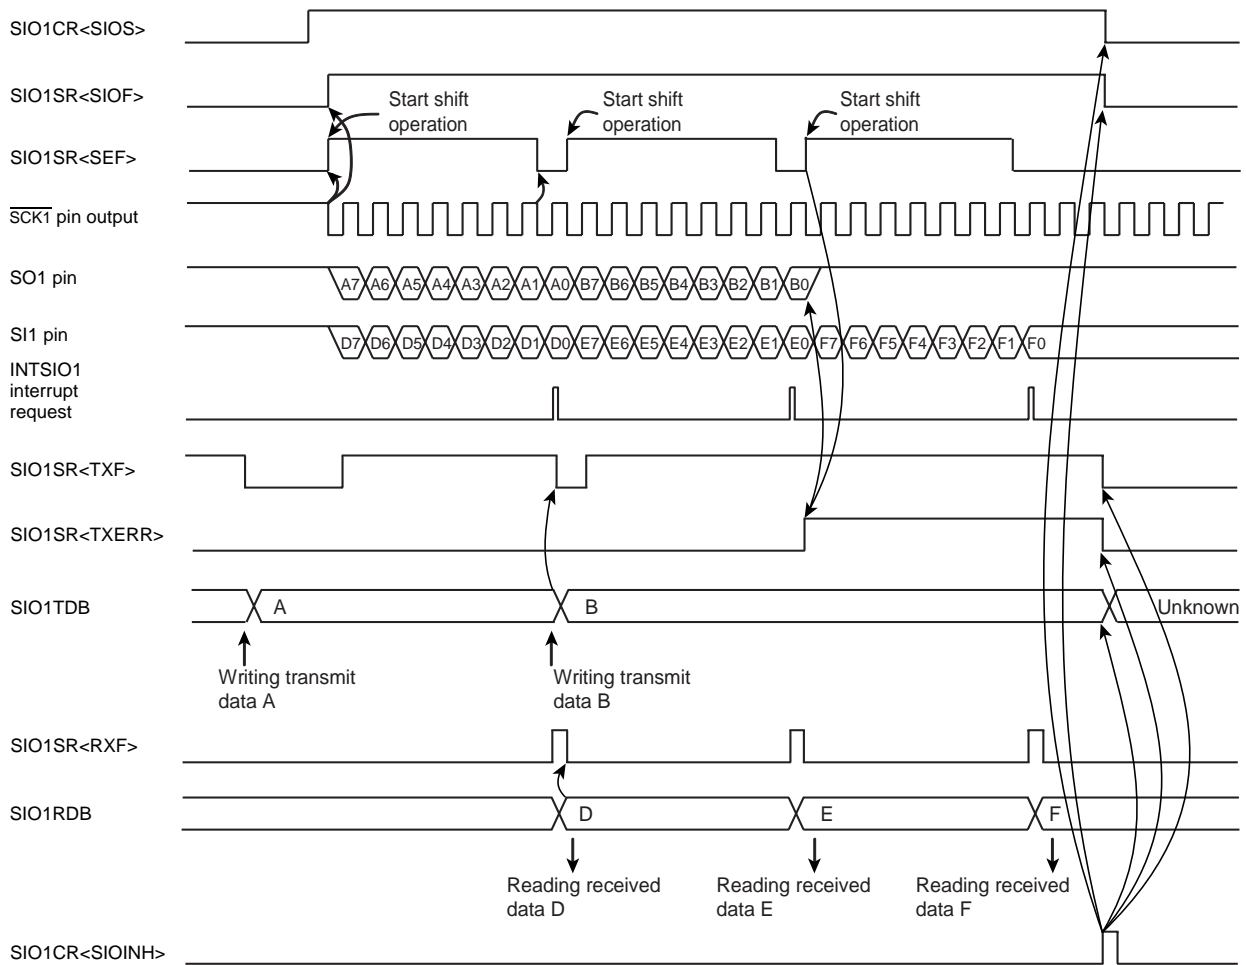 SIO1CR<SIOS>
SIO1SR<SIOF>
Start shift
operation
Start shift
operation
Start shift
operation
SIO1SR<SEF>
SCK1 pin output
SO1 pin
A7 A6 A5 A4 A3 A2 A1 A0 B7 B6 B5 B4 B3 B2 B1 B0
SI1 pin
D7 D6 D5 D4 D3 D2 D1 D0 E7 E6 E5 E4 E3 E2 E1 E0 F7 F6 F5 F4 F3 F2 F1 F0
INTSIO1
interrupt
request
SIO1SR<TXF>
SIO1SR<TXERR>
SIO1TDB
A
B
Unknown
Writing transmit
data A
Writing transmit
data B
SIO1SR<RXF>
SIO1RDB
D
E
F
Reading received
data D
Reading received
data E
Reading received
data F
SIO1CR<SIOINH>